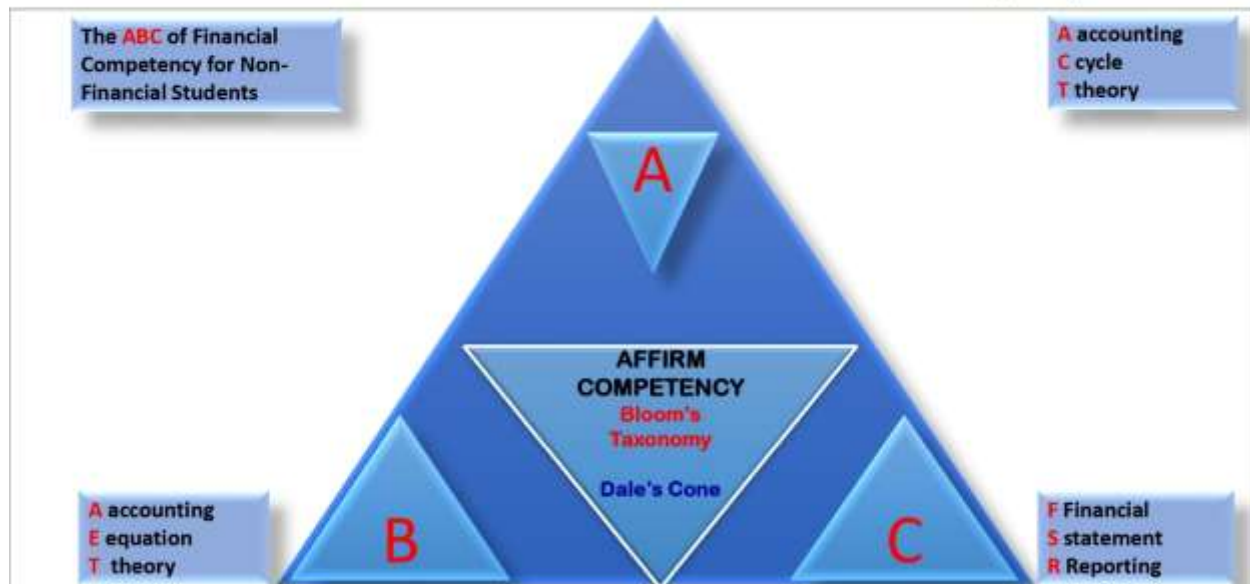 The ABC of Financial
Competency for Non-
Financial Students
A accounting
C cycle
T theory
A
AFFIRM
COMPETENCY
Bloom's
Taxonomy
Dale's Cone
B
C
A accounting
E equation
T theory
F Financial
S statement
R Reporting